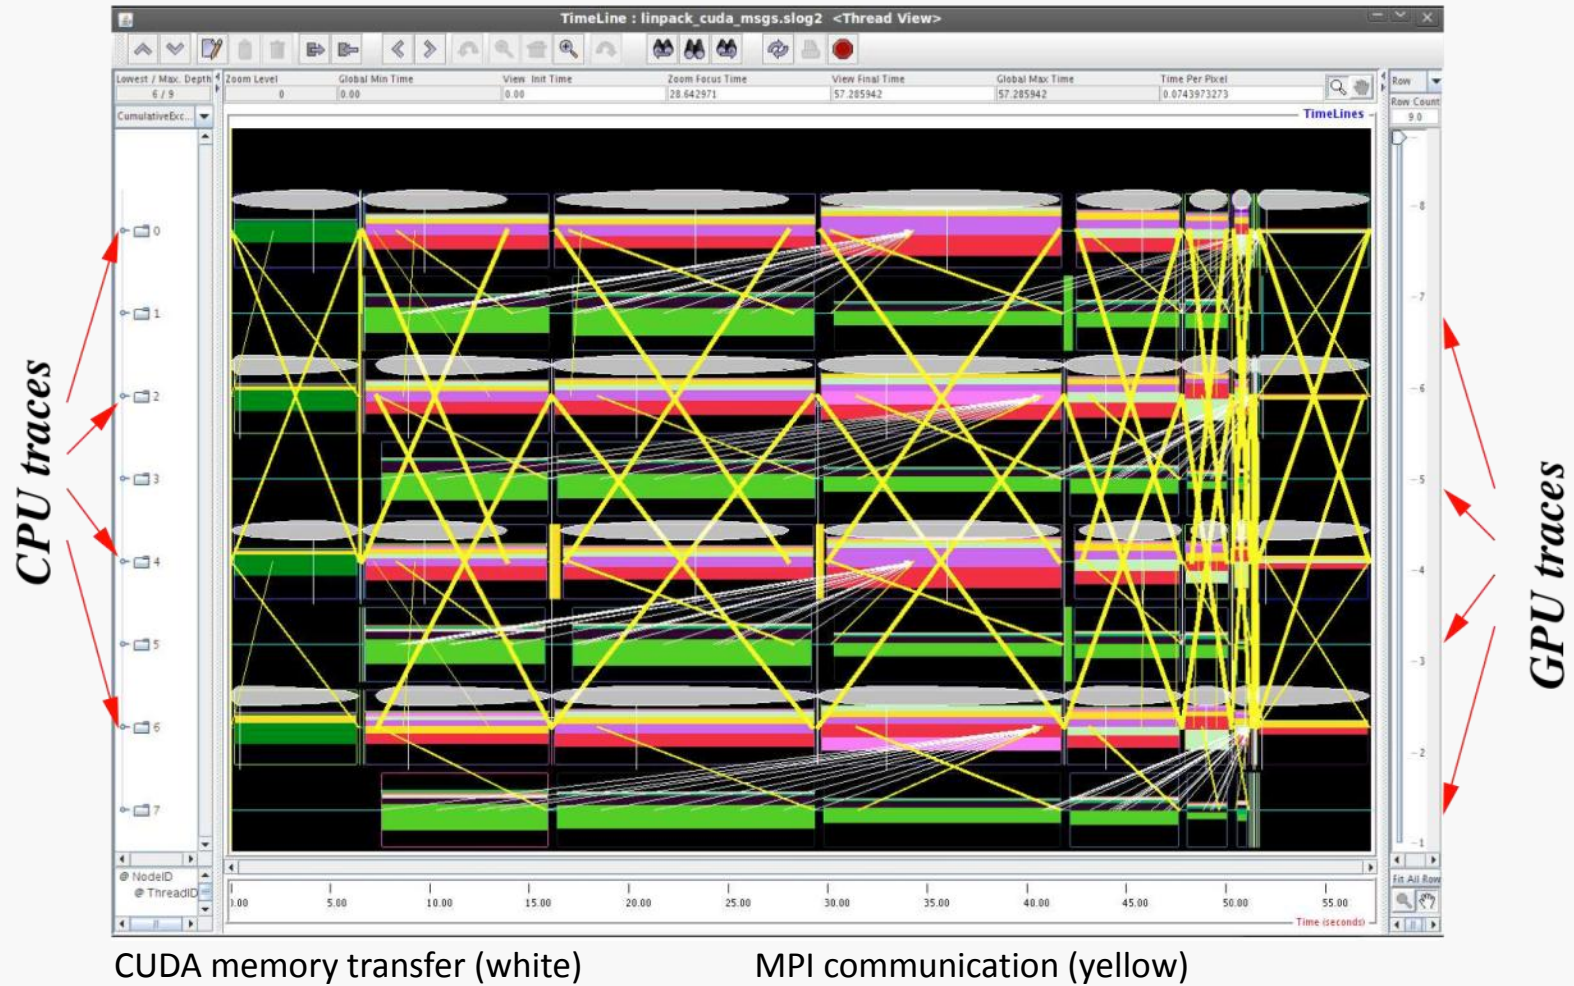 TimeLine : linpack_cuda_msgs.slog2 <Thread View>
Lowest / Max. Depth Zoom Level Global Min Time View Init Time Zoom Focus Time View Final Time Global Max Time Time Per Pixel Row
6 / 9 0 0.00 0.00 28.642971 57.285942 57.285942 0.0743973273 Row Count
CumulativeExc... 9.0
TimeLines
0
1
2
3
4
5
6
7
8
7
6
5
4
3
2
1
CPU traces
GPU traces
NodeID
ThreadID
Fit All Row
0.00 5.00 10.00 15.00 20.00 25.00 30.00 35.00 40.00 45.00 50.00 55.00
Time (seconds)
CUDA memory transfer (white) MPI communication (yellow)